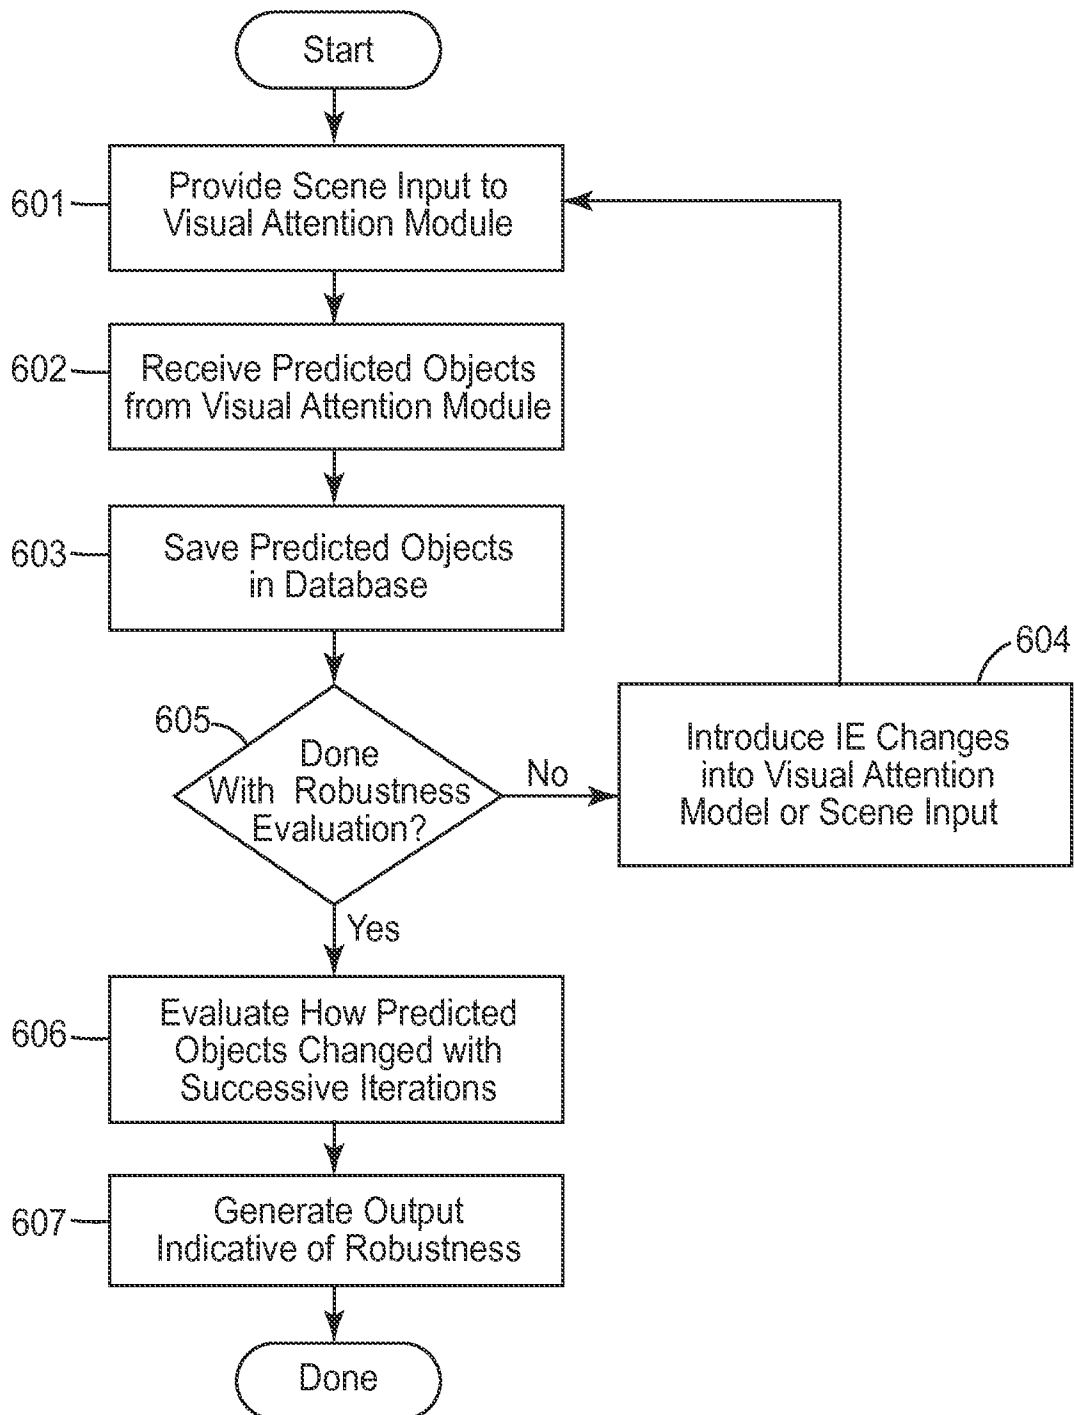 Start
601
Provide Scene Input to
Visual Attention Module
602
Receive Predicted Objects
from Visual Attention Module
603
Save Predicted Objects
in Database
604
605
Done
With Robustness
Evaluation?
No
Introduce IE Changes
into Visual Attention
Model or Scene Input
Yes
606
Evaluate How Predicted
Objects Changed with
Successive Iterations
607
Generate Output
Indicative of Robustness
Done